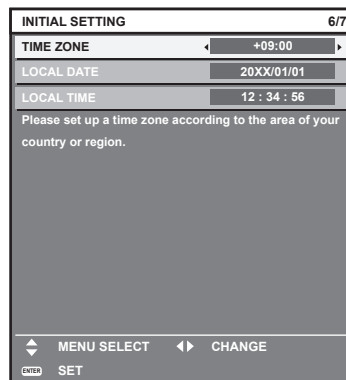 INITIAL SETTING 6/7
TIME ZONE +09:00
LOCAL DATE 20XX/01/01
LOCAL TIME 12 : 34 : 56
Please set up a time zone according to the area of your
country or region.
MENU SELECT CHANGE
ENTER SET